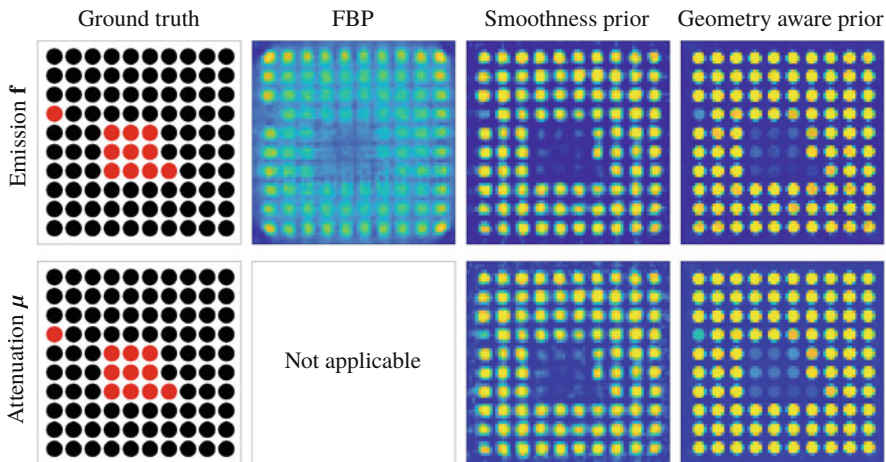 Ground truth
FBP
Smoothness prior
Geometry aware prior
Emission f
Attenuation μ
Not applicable